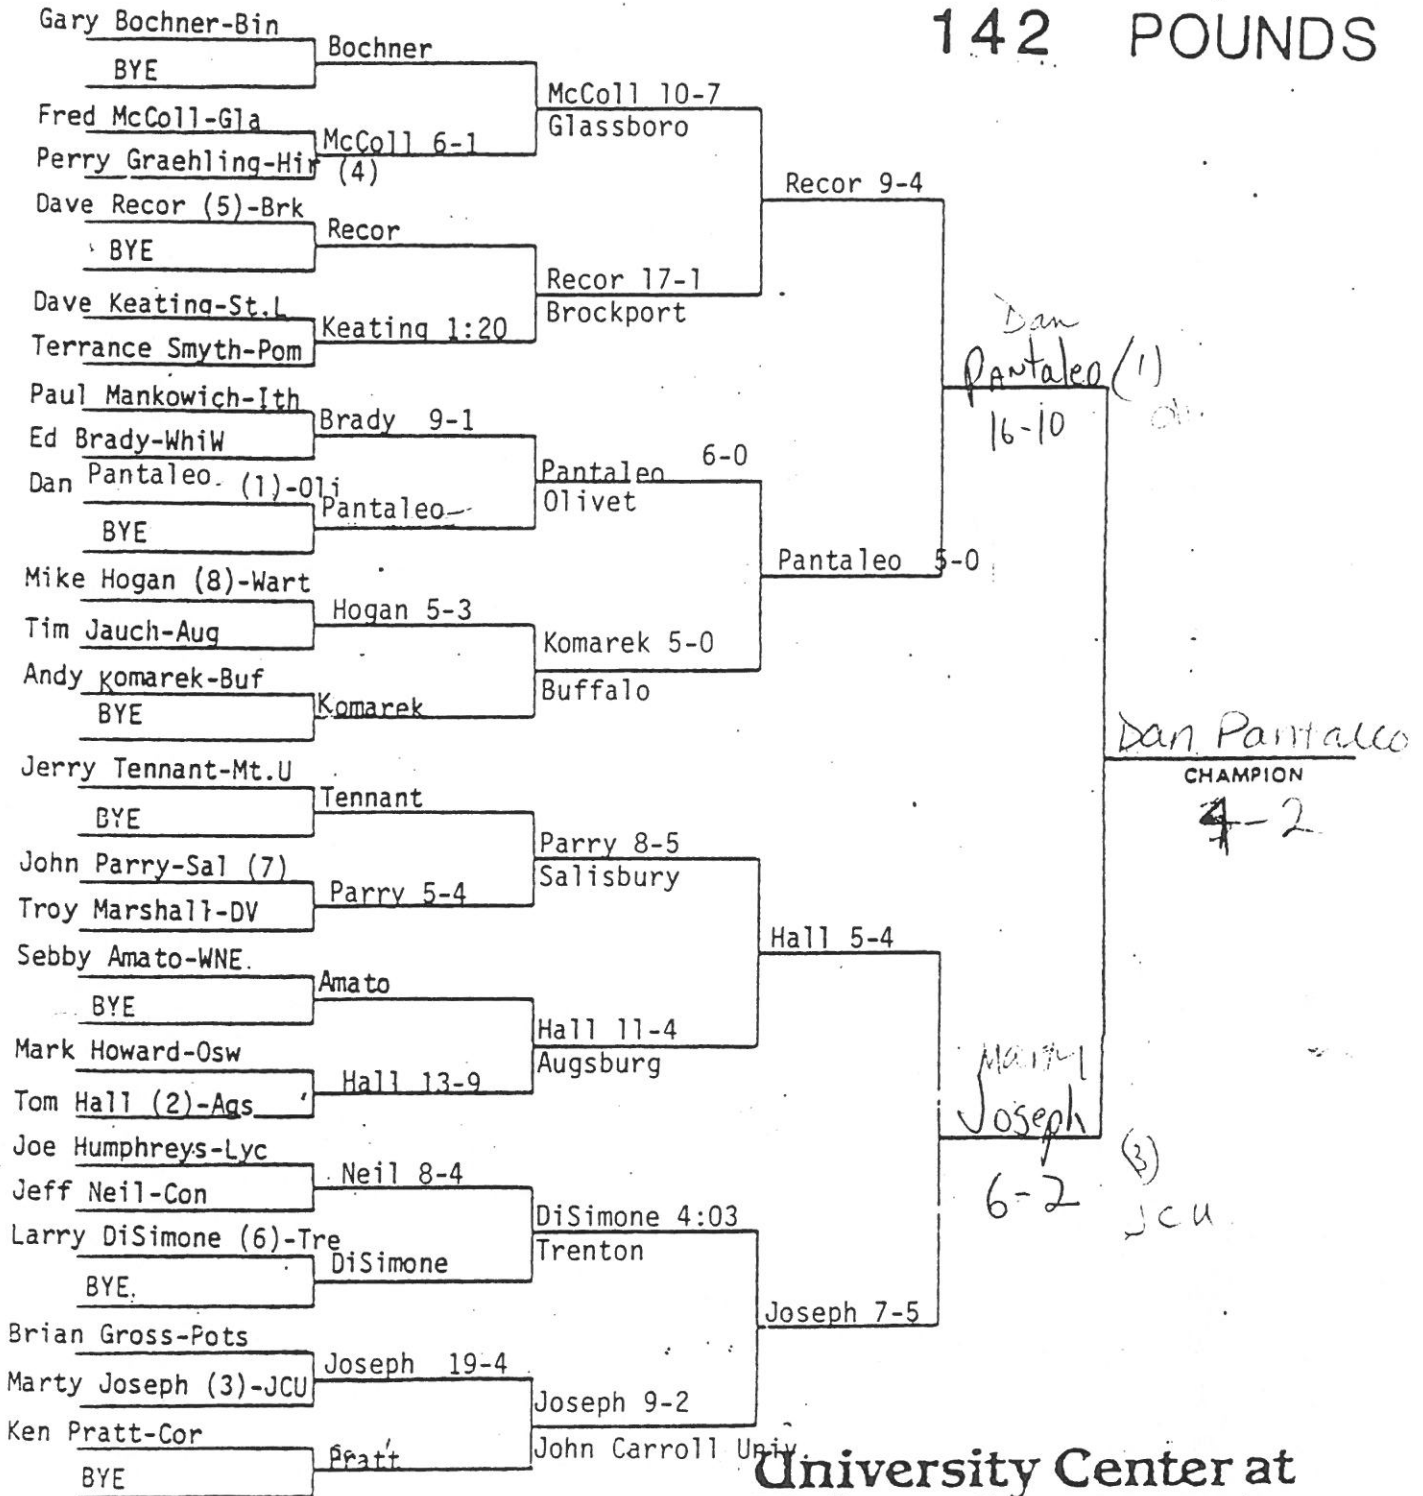 142 POUNDS
Gary Bochner-Bin
BYE
Bochner
Fred McColl-Gla
Perry Graehling-Hir (4)
McColl 6-1
McColl 10-7
Glassboro
Dave Recor (5)-Brk
BYE
Recor
Dave Keating-St.L
Terrance Smyth-Pom
Keating 1:20
Recor 17-1
Brockport
Recor 9-4
Paul Mankowich-Ith
Ed Brady-WhiW
Brady 9-1
Dan Pantaleo. (1)-Oli
BYE
Pantaleo
Pantaleo 6-0
Olivet
Mike Hogan (8)-Wart
Tim Jauch-Aug
Hogan 5-3
Andy Komarek-Buf
BYE
Komarek
Komarek 5-0
Buffalo
Pantaleo 5-0
Dan
Pantaleo (1)
16-10
Jerry Tennant-Mt.U
BYE
Tennant
John Parry-Sal (7)
Troy Marshall-DV
Parry 5-4
Parry 8-5
Salisbury
Sebby Amato-WNE.
BYE
Amato
Mark Howard-Osw
Tom Hall (2)-Ags
Hall 13-9
Hall 11-4
Augsburg
Hall 5-4
Joe Humphreys-Lyc
Jeff Neil-Con
Neil 8-4
Larry DiSimone (6)-Tre
BYE.
DiSimone
DiSimone 4:03
Trenton
Brian Gross-Pots
Marty Joseph (3)-JCU
Joseph 19-4
Ken Pratt-Cor
BYE
Pratt
Joseph 9-2
John Carroll Univ.
Joseph 7-5
Marty
Joseph
(3)
6-2
JCU
Dan Pantaleo
CHAMPION
4-2
University Center at